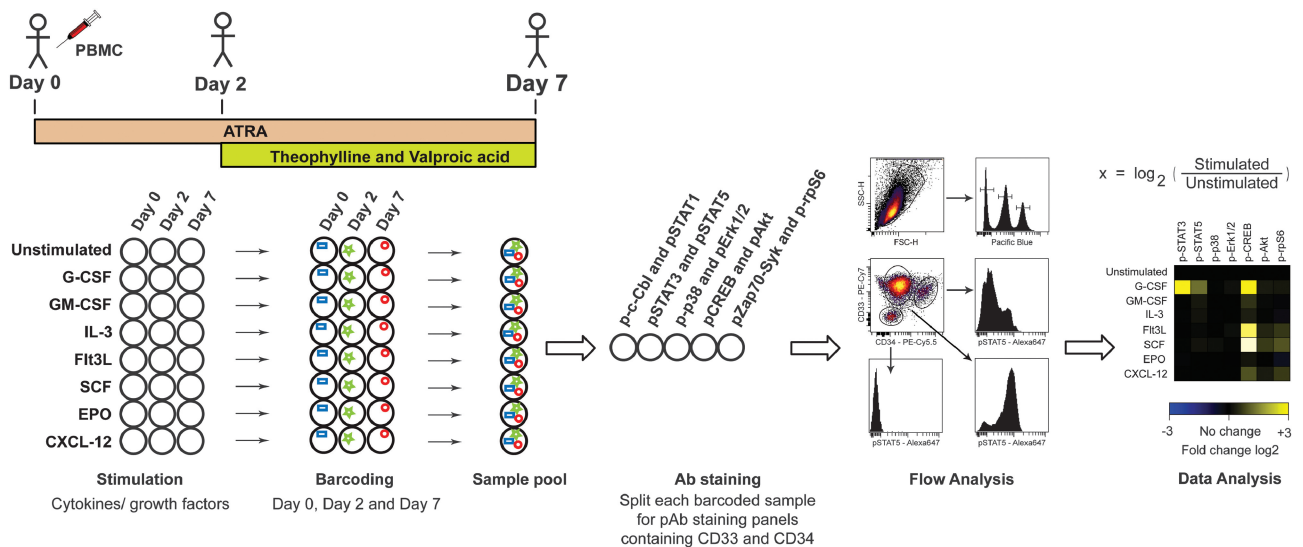 PBMC
Day 0
Day 2
Day 7
ATRA
Theophylline and Valproic acid
Day 0
Day 2
Day 7
Unstimulated
G-CSF
GM-CSF
IL-3
Flt3L
SCF
EPO
CXCL-12
Stimulation
Cytokines/ growth factors
Day 0
Day 2
Day 7
Barcoding
Day 0, Day 2 and Day 7
Sample pool
p-c-Cbl and pSTAT1
pSTAT3 and pSTAT5
p-p38 and pErk1/2
pCREB and pAkt
pZap70-Syk and p-rpS6
Ab staining
Split each barcoded sample
for pAb staining panels
containing CD33 and CD34
SSC-H
FSC-H
Pacific Blue
CD33 - PE-Cy7
CD34 - PE-Cy5.5
pSTAT5 - Alexa647
pSTAT5 - Alexa647
pSTAT5 - Alexa647
Flow Analysis
x = log2 ( Stimulated
Unstimulated )
p-STAT3
p-STAT5
p-p38
p-Erk1/2
p-CREB
p-Akt
p-rpS6
Unstimulated
G-CSF
GM-CSF
IL-3
Flt3L
SCF
EPO
CXCL-12
-3 No change +3
Fold change log2
Data Analysis